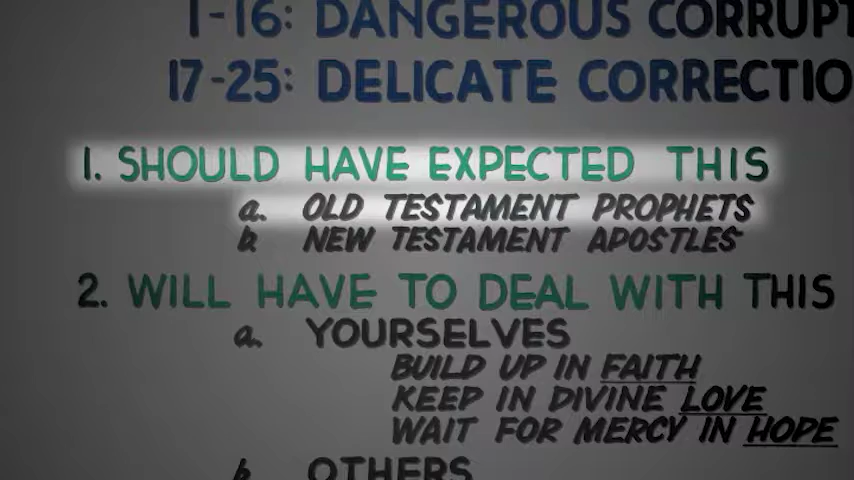 1-16: DANGEROUS CORRUPT
17-25: DELICATE CORRECTIO
1. SHOULD HAVE EXPECTED THIS
a. OLD TESTAMENT PROPHETS
b. NEW TESTAMENT APOSTLES
2. WILL HAVE TO DEAL WITH THIS
a. YOURSELVES
BUILD UP IN FAITH
KEEP IN DIVINE LOVE
WAIT FOR MERCY IN HOPE
b. OTHERS